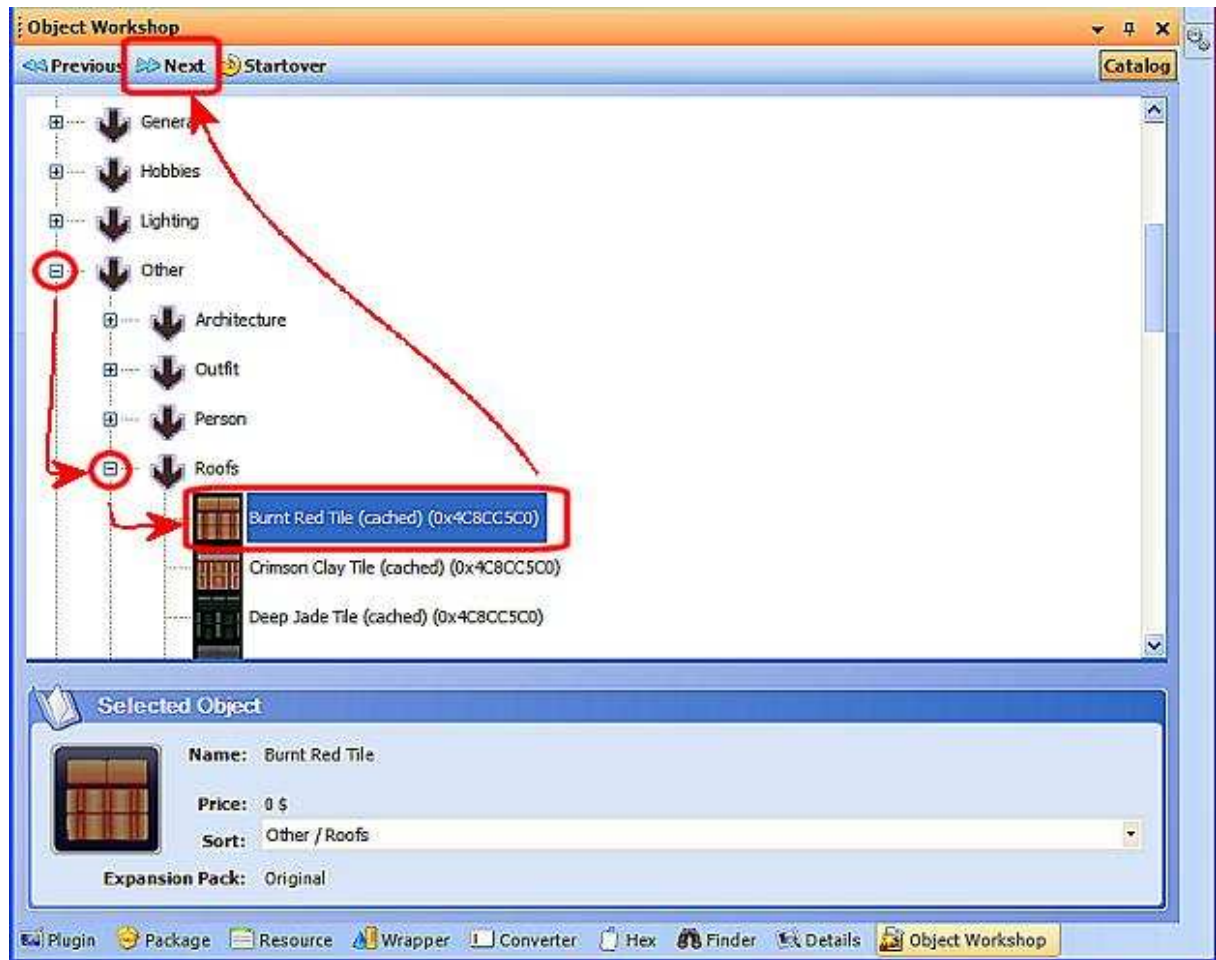 Object Workshop
Previous Next Startover Catalog
General
Hobbies
Lighting
Other
Architecture
Outfit
Person
Roofs
Burnt Red Tile (cached) (0x4C8CC5C0)
Crimson Clay Tile (cached) (0x4C8CC5C0)
Deep Jade Tile (cached) (0x4C8CC5C0)
Selected Object
Name: Burnt Red Tile
Price: 0 $
Sort: Other / Roofs
Expansion Pack: Original
Plugin Package Resource Wrapper Converter Hex Finder Details Object Workshop